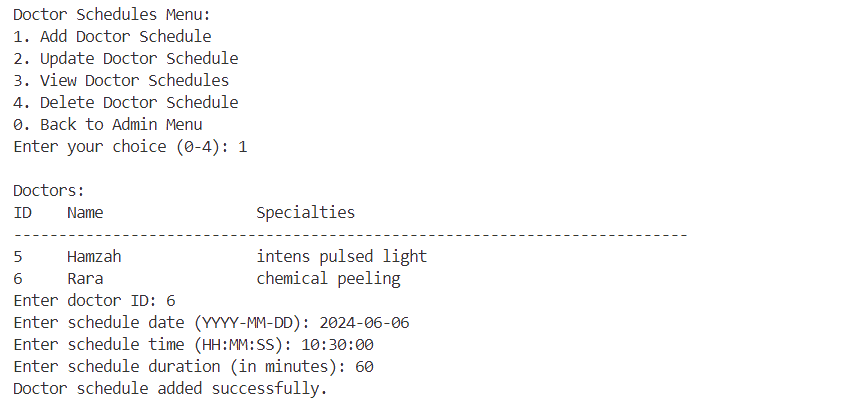 Doctor Schedules Menu:
1. Add Doctor Schedule
2. Update Doctor Schedule
3. View Doctor Schedules
4. Delete Doctor Schedule
0. Back to Admin Menu
Enter your choice (0-4): 1
Doctors:
ID    Name                 Specialties
---------------------------------------------------------------------------
5     Hamzah               intens pulsed light
6     Rara                 chemical peeling
Enter doctor ID: 6
Enter schedule date (YYYY-MM-DD): 2024-06-06
Enter schedule time (HH:MM:SS): 10:30:00
Enter schedule duration (in minutes): 60
Doctor schedule added successfully.